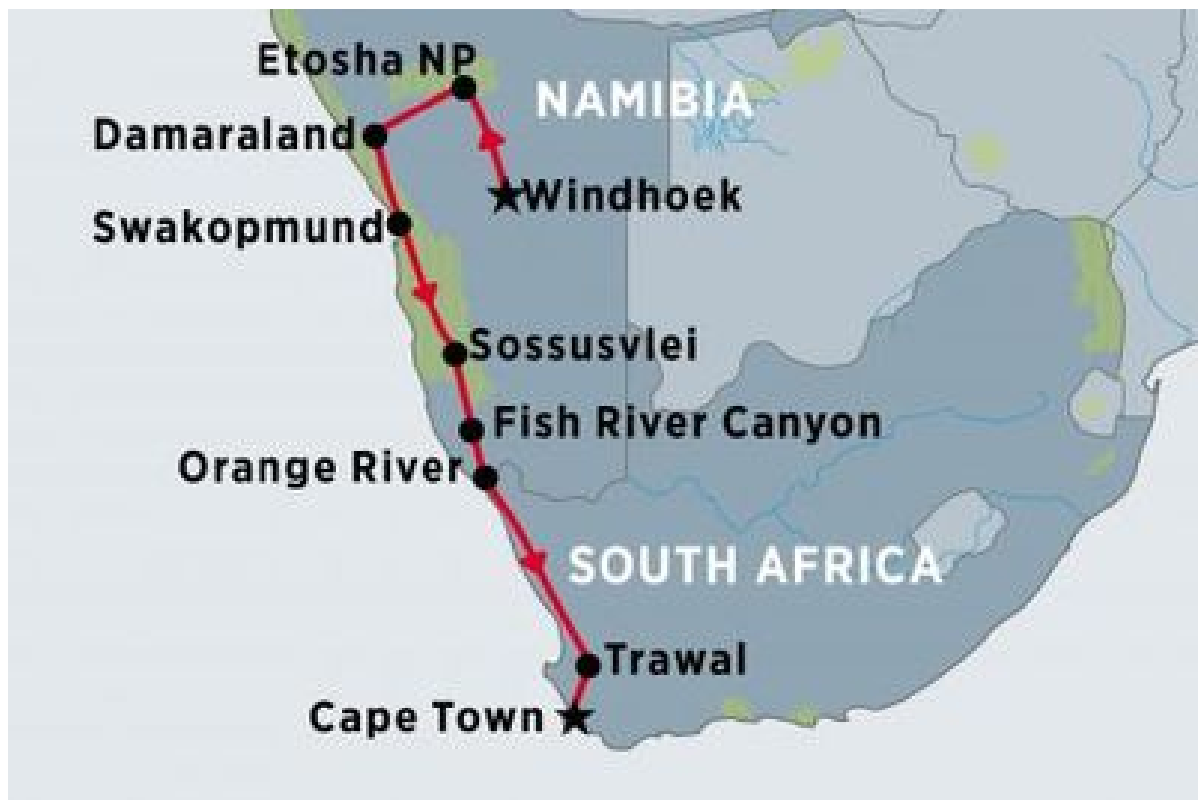 Etosha NP
NAMIBIA
Damaraland
Windhoek
Swakopmund
Sossusvlei
Fish River Canyon
Orange River
SOUTH AFRICA
Trawal
Cape Town